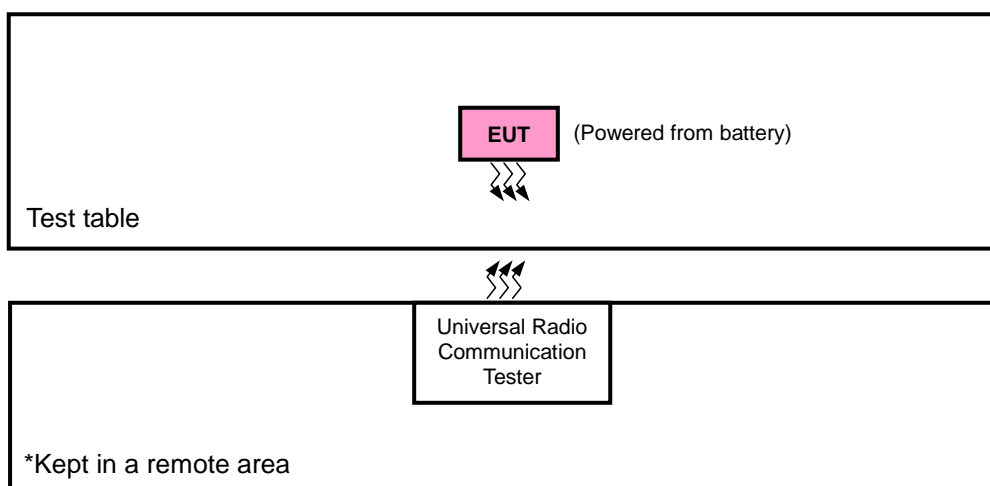 EUT
(Powered from battery)
Test table
Universal Radio
Communication
Tester
*Kept in a remote area